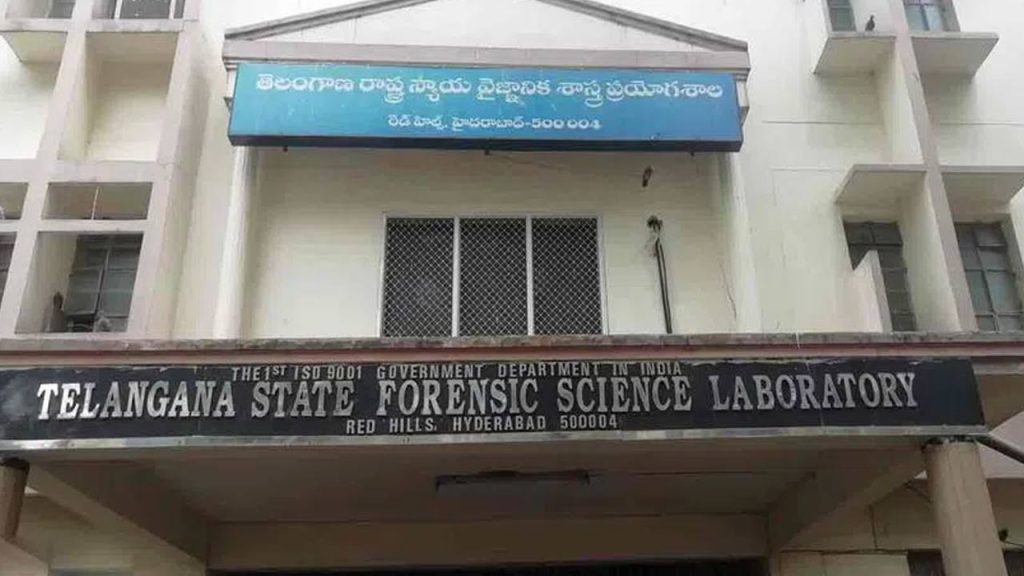 తెలంగాణ రాష్ట్ర న్యాయ వైజ్ఞానిక శాస్త్ర ప్రయోగశాల
రెడ్ హిల్స్, హైదరాబాద్-500 004
THE 1ST ISO 9001 GOVERNMENT DEPARTMENT IN INDIA
TELANGANA STATE FORENSIC SCIENCE LABORATORY
RED HILLS, HYDERABAD 500004